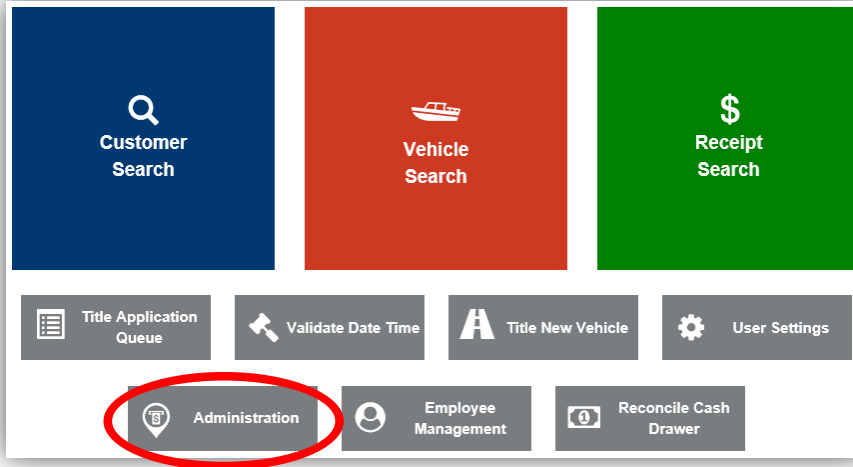 Customer
Search
Vehicle
Search
$
Receipt
Search
Title Application
Queue
Validate Date Time
Title New Vehicle
User Settings
Administration
Employee
Management
Reconcile Cash
Drawer